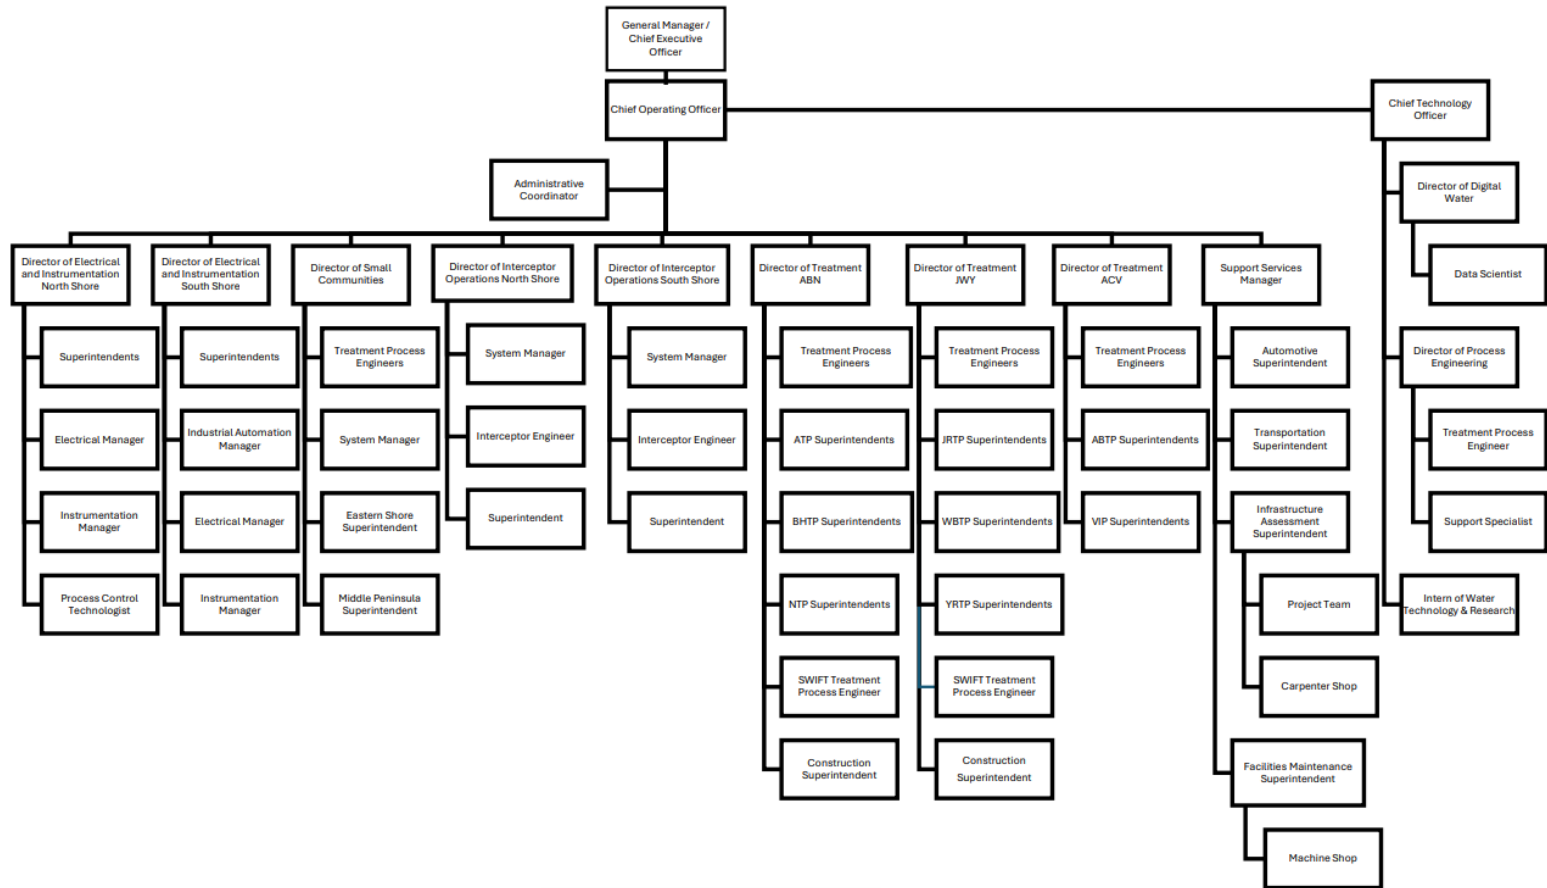 General Manager /
Chief Executive
Officer
Chief Operating Officer
Chief Technology
Officer
Administrative
Coordinator
Director of Digital
Water
Data Scientist
Director of Electrical
and Instrumentation
North Shore
Director of Electrical
and Instrumentation
South Shore
Director of Small
Communities
Director of Interceptor
Operations North Shore
Director of Interceptor
Operations South Shore
Director of Treatment
ABN
Director of Treatment
JWY
Director of Treatment
ACV
Support Services
Manager
Superintendents
Superintendents
Treatment Process
Engineers
System Manager
System Manager
Treatment Process
Engineers
Treatment Process
Engineers
Treatment Process
Engineers
Automotive
Superintendent
Director of Process
Engineering
Electrical Manager
Industrial Automation
Manager
System Manager
Interceptor Engineer
Interceptor Engineer
ATP Superintendents
JRTP Superintendents
ABTP Superintendents
Transportation
Superintendent
Treatment Process
Engineer
Instrumentation
Manager
Electrical Manager
Eastern Shore
Superintendent
Superintendent
Superintendent
BHTP Superintendents
WBTP Superintendents
VIP Superintendents
Infrastructure
Assessment
Superintendent
Support Specialist
Process Control
Technologist
Instrumentation
Manager
Middle Peninsula
Superintendent
NTP Superintendents
YRTP Superintendents
Project Team
Intern of Water
Technology & Research
SWIFT Treatment
Process Engineer
SWIFT Treatment
Process Engineer
Carpenter Shop
Construction
Superintendent
Construction
Superintendent
Facilities Maintenance
Superintendent
Machine Shop